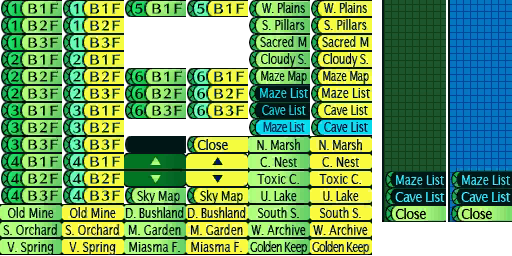 1 B1F 1 B1F 5 B1F 5 B1F W. Plains W. Plains
1 B2F 1 B2F S. Pillars S. Pillars
1 B3F 1 B3F Sacred M Sacred M
2 B1F 2 B1F Cloudy S. Cloudy S.
2 B2F 2 B2F 6 B1F 6 B1F Maze Map Maze Map
2 B3F 2 B3F 6 B2F 6 B2F Maze List Maze List
3 B1F 3 B1F 6 B3F 6 B3F Cave List Cave List
3 B2F 3 B2F Maze List Cave List
3 B3F 3 B3F Close N. Marsh N. Marsh
4 B1F 4 B1F C. Nest C. Nest
4 B2F 4 B2F Toxic C. Toxic C.
4 B3F 4 B3F Sky Map Sky Map U. Lake U. Lake
Old Mine Old Mine D. Bushland D. Bushland South S. South S.
S. Orchard S. Orchard M. Garden M. Garden W. Archive W. Archive
V. Spring V. Spring Miasma F. Miasma F. Golden Keep Golden Keep
Maze List Maze List
Cave List Cave List
Close Close